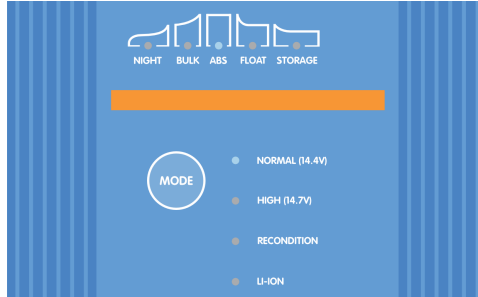 NIGHT BULK ABS FLOAT STORAGE
NORMAL (14.4V)
MODE
HIGH (14.7V)
RECONDITION
LI-ION